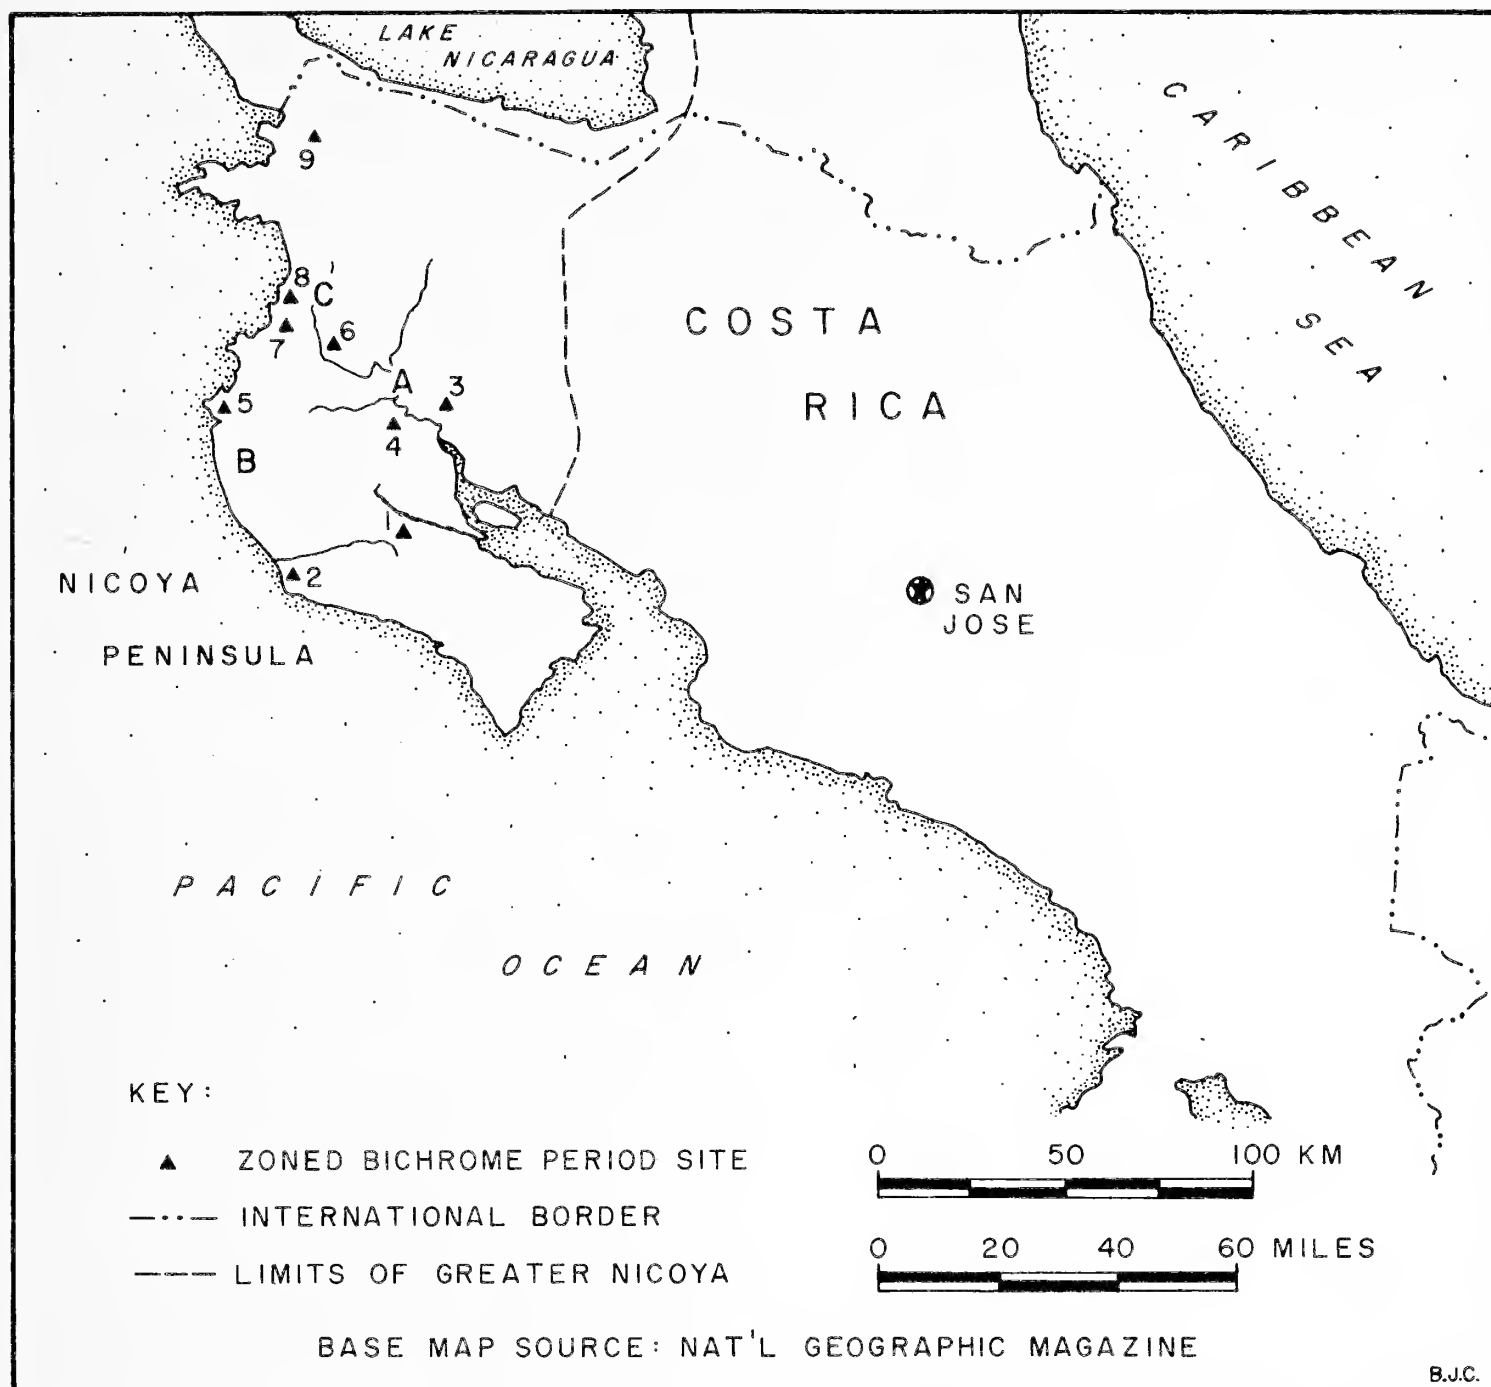 LAKE
NICARAGUA
CARIBBEAN
SEA
9
8
C
7
6
COSTA
RICA
A
3
5
4
B
1
2
NICOYA
PENINSULA
SAN
JOSE
PACIFIC
OCEAN
KEY:
ZONED BICHROME PERIOD SITE
INTERNATIONAL BORDER
LIMITS OF GREATER NICOYA
0 50 100 KM
0 20 40 60 MILES
BASE MAP SOURCE: NAT'L GEOGRAPHIC MAGAZINE
B.J.C.